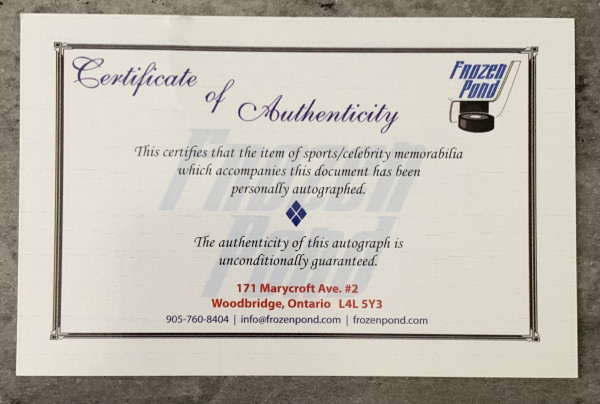 Certificate of Authenticity
Frozen
Pond
This certifies that the item of sports/celebrity memorabilia
which accompanies this document has been
personally autographed.
The authenticity of this autograph is
unconditionally guaranteed.
171 Marycroft Ave. #2
Woodbridge, Ontario L4L 5Y3
905-760-8404 | info@frozenpond.com | frozenpond.com
Frozen
Pond